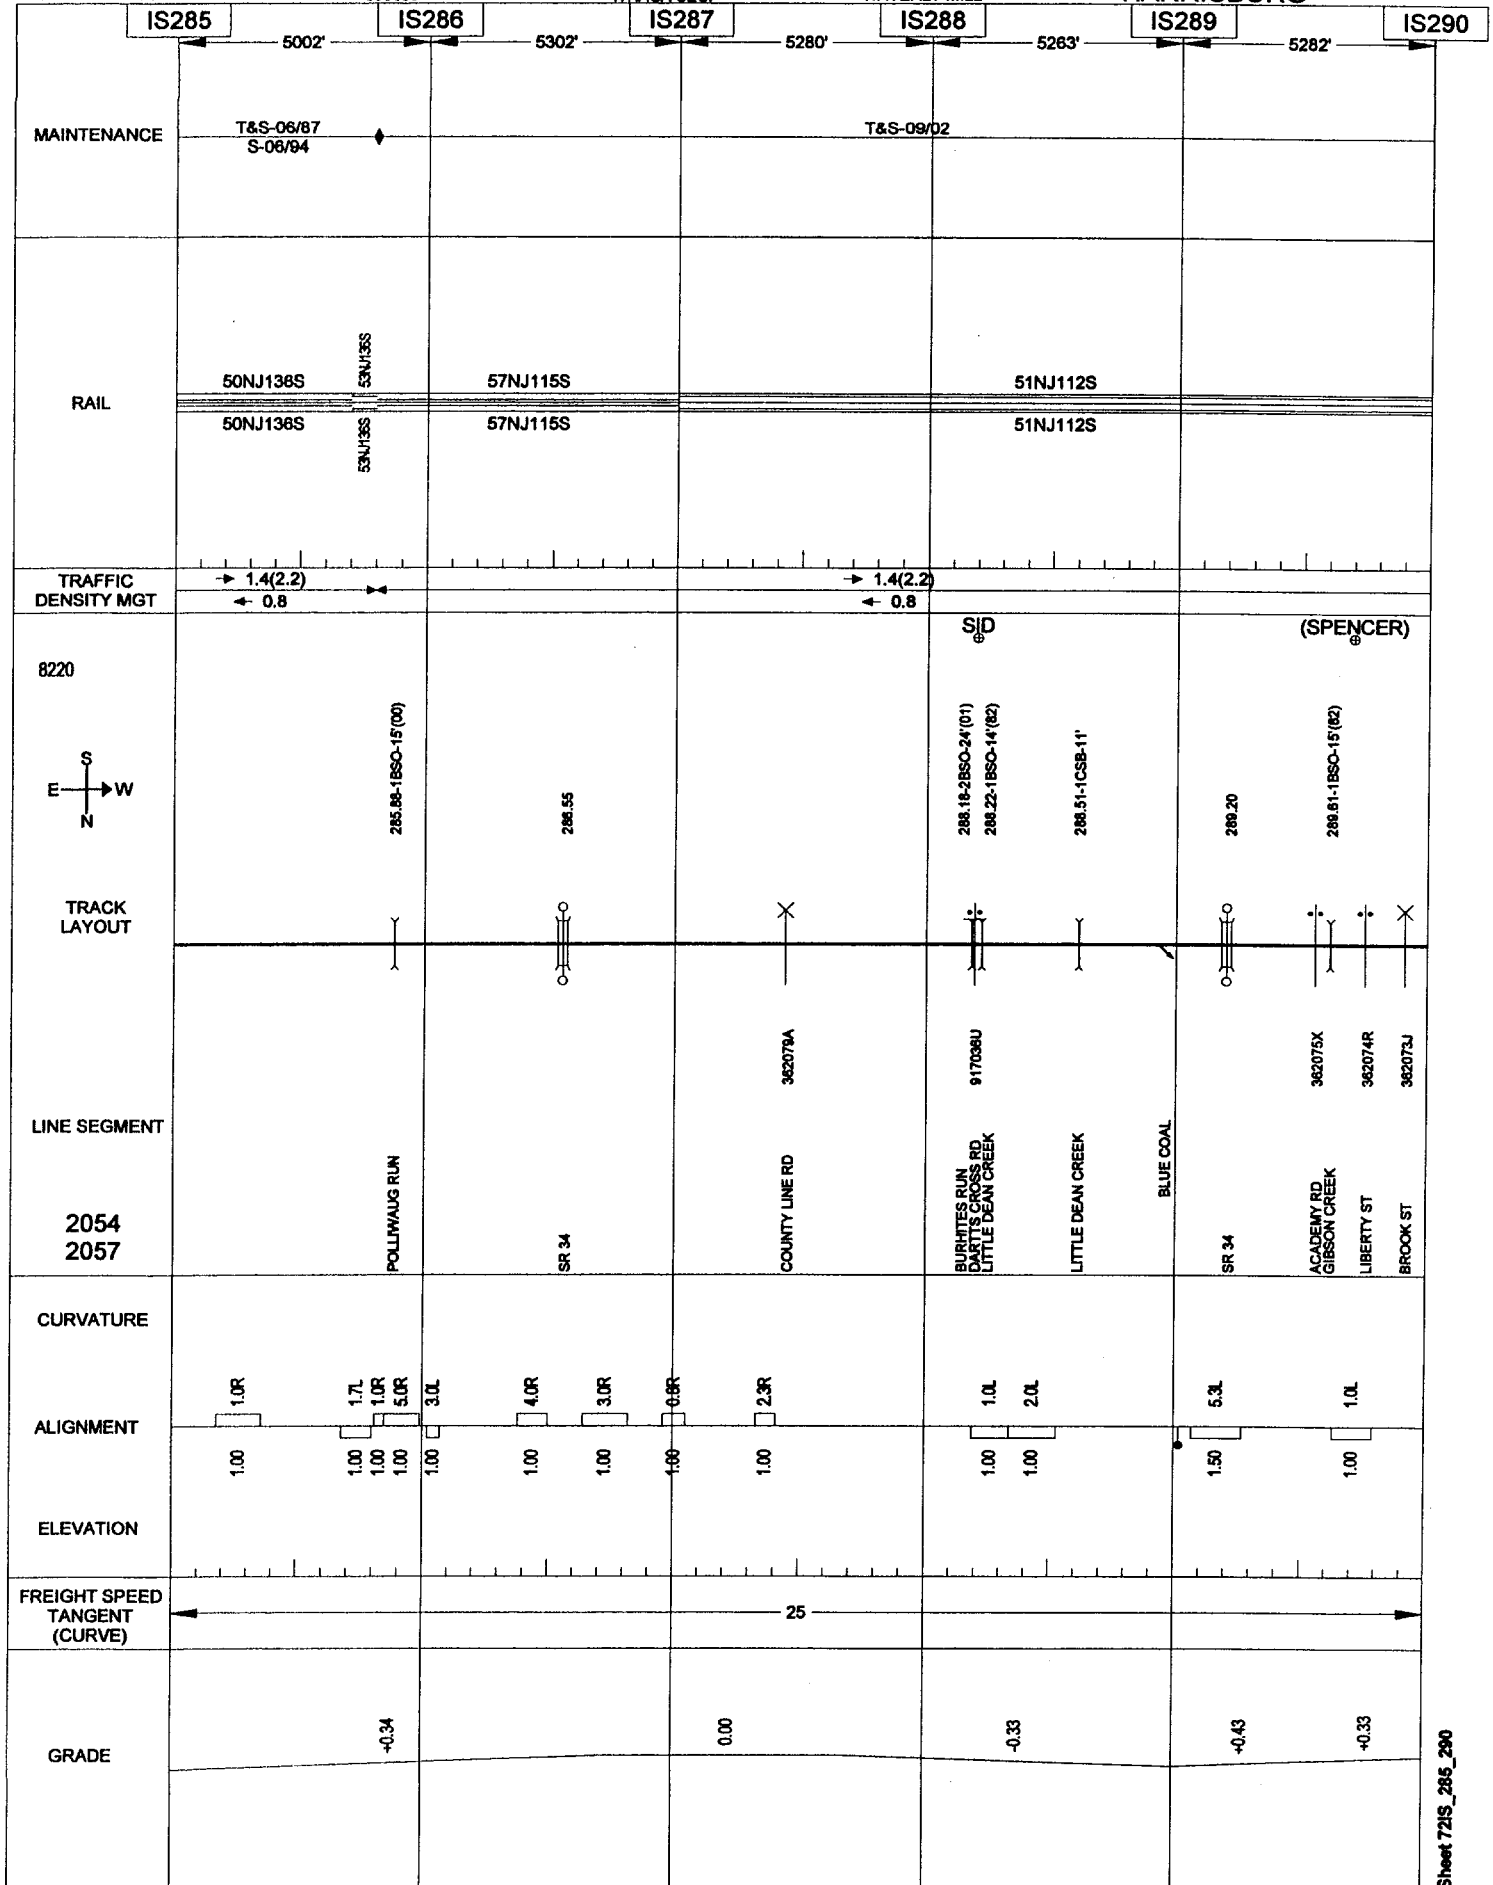 IS285 IS286 IS287 IS288 IS289 IS290
5002' 5302' 5280' 5263' 5282'
MAINTENANCE
T&S-06/87 T&S-09/02
S-06/94
RAIL
50NJ136S 53NJ136S 57NJ115S 51NJ112S
50NJ136S 53NJ136S 57NJ115S 51NJ112S
TRAFFIC
DENSITY MGT
1.4(2.2) 1.4(2.2)
0.8 0.8
SID (SPENCER)
8220
S
E W
N
285.88-1BSO-15'(00)
286.55
288.18-2BSO-24'(01)
288.22-1BSO-14'(82)
288.51-1CSB-11'
289.20
289.61-1BSO-15'(82)
TRACK
LAYOUT
362079A
917036U
362075X
362074R
362073J
LINE SEGMENT
2054
2057
POLLIWAUG RUN
SR 34
COUNTY LINE RD
BURHITES RUN
DARTTS CROSS RD
LITTLE DEAN CREEK
LITTLE DEAN CREEK
BLUE COAL
SR 34
ACADEMY RD
GIBSON CREEK
LIBERTY ST
BROOK ST
CURVATURE
1.0R 1.7L 1.0R 5.0R 3.0L 4.0R 3.0R 0.8R 2.3R 1.0L 2.0L 5.3L 1.0L
ALIGNMENT
1.00 1.00 1.00 1.00 1.00 1.00 1.00 1.00 1.00 1.00 1.00 1.50 1.00
ELEVATION
FREIGHT SPEED
TANGENT
(CURVE)
25
GRADE
+0.34 0.00 -0.33 +0.43 +0.33
Sheet 72IS_285_290